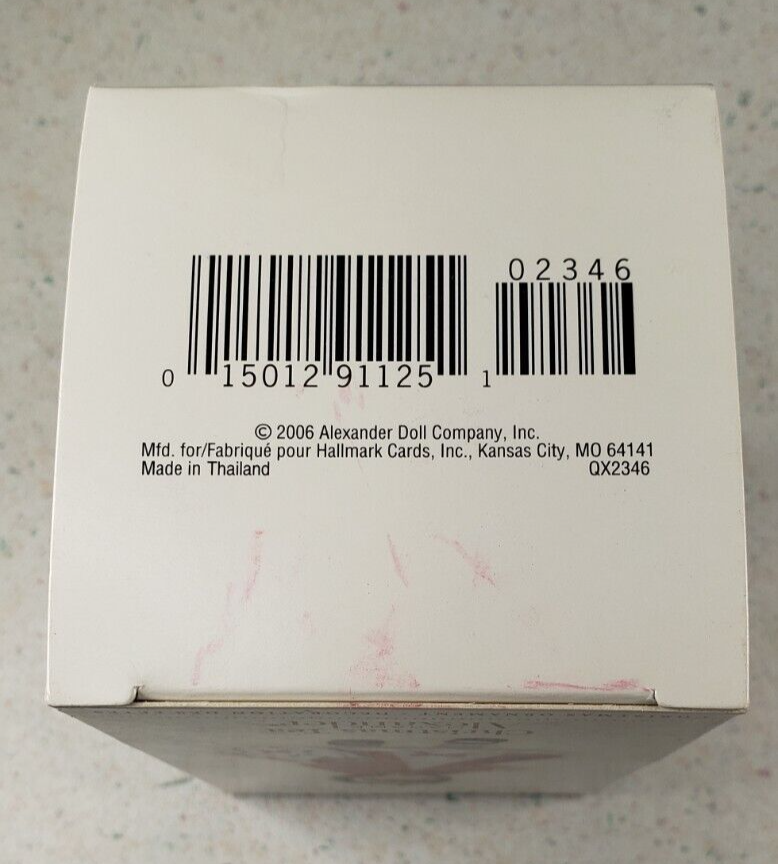 02346
0 15012 91125 1
© 2006 Alexander Doll Company, Inc.
Mfd. for/Fabriqué pour Hallmark Cards, Inc., Kansas City, MO 64141
Made in Thailand QX2346